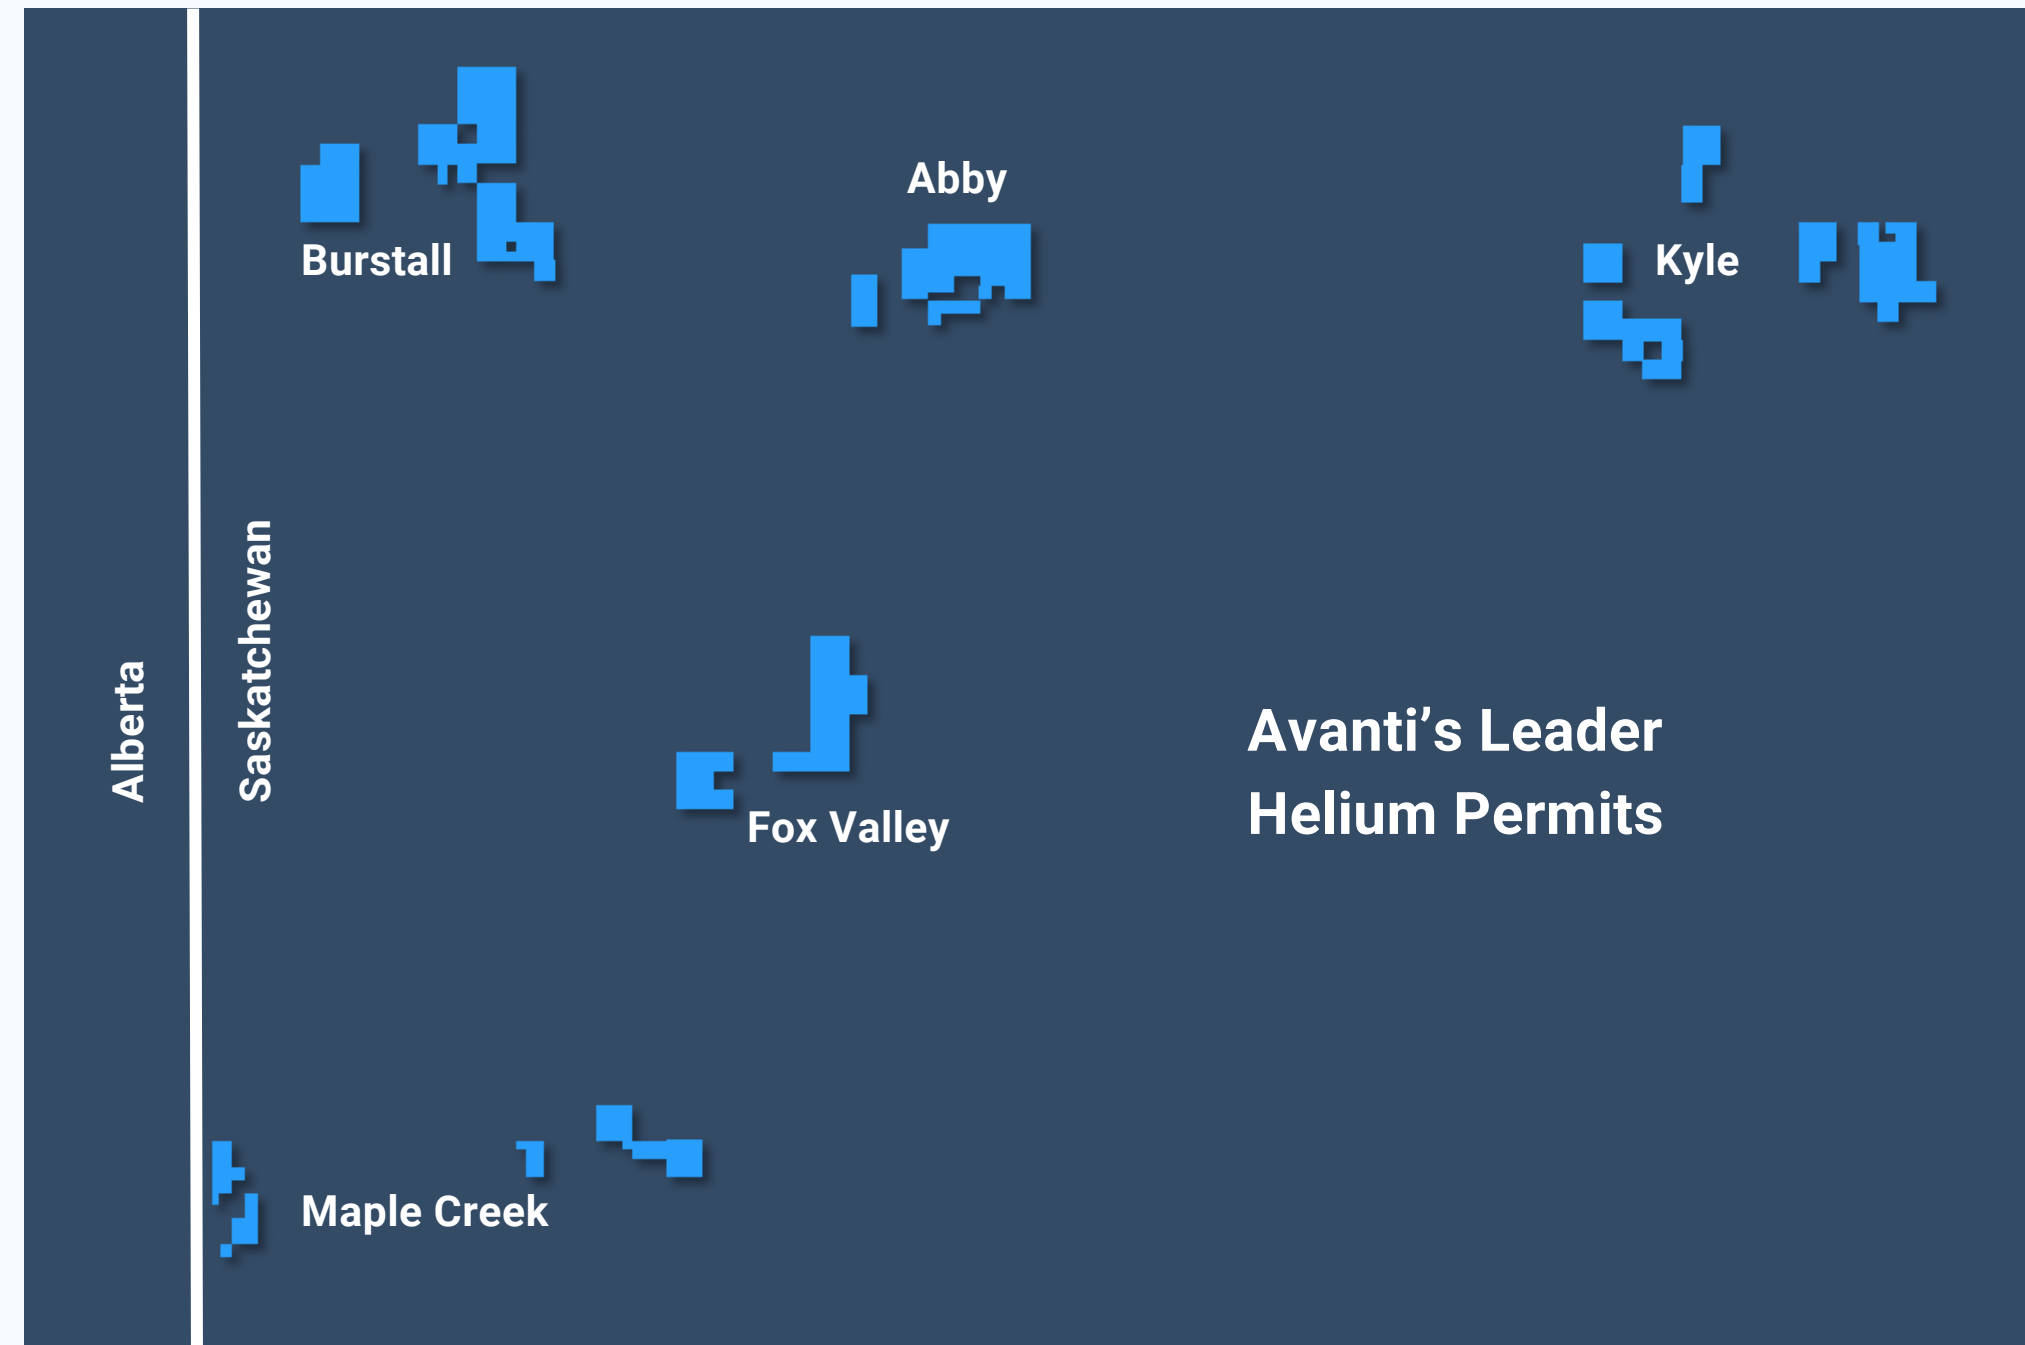 Abby
Burstall
Kyle
Saskatchewan
Alberta
Avanti’s Leader
Helium Permits
Fox Valley
Maple Creek